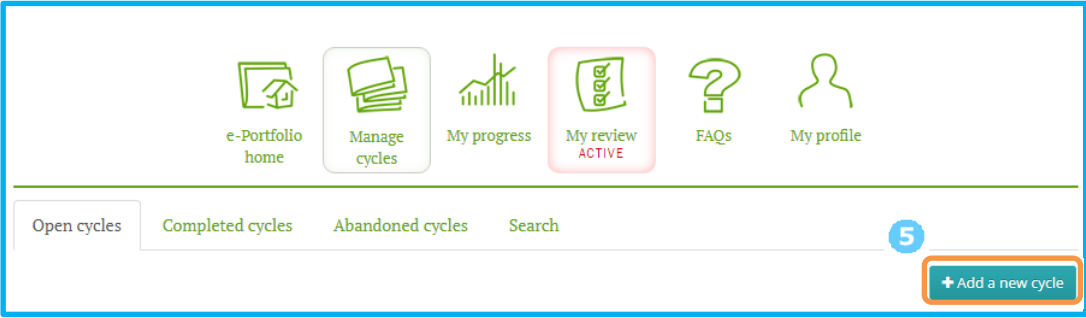 e-Portfolio
home
Manage
cycles
My progress
My review
ACTIVE
FAQs
My profile
Open cycles
Completed cycles
Abandoned cycles
Search
5
+ Add a new cycle